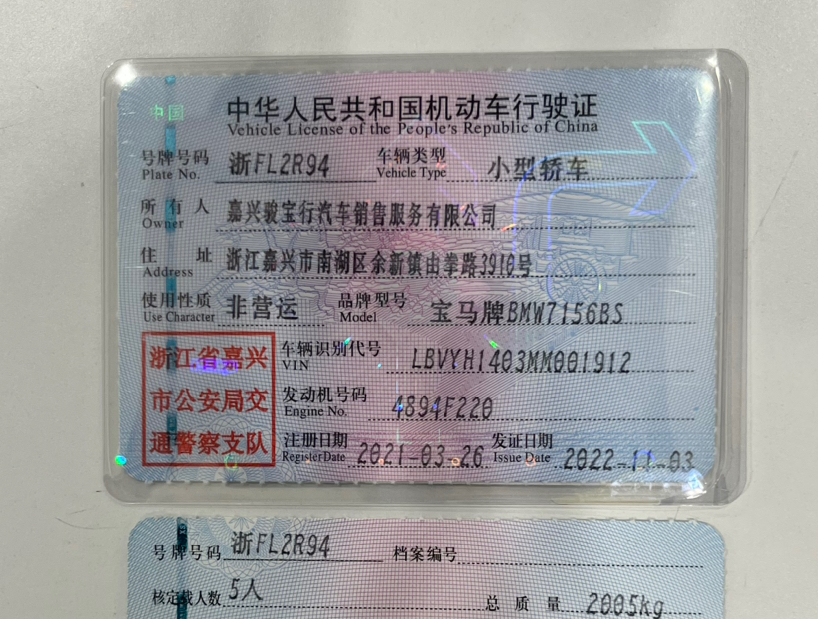 中国
中华人民共和国机动车行驶证
Vehicle License of the People's Republic of China
号牌号码 浙FL2R94 车辆类型 小型轿车
Plate No. Vehicle Type
所有人 嘉兴骏宝行汽车销售服务有限公司
Owner
住址 浙江嘉兴市南湖区余新镇由拳路3910号
Address
使用性质 非营运 品牌型号 宝马牌BMW7156BS
Use Character Model
浙江省嘉兴
市公安局交
通警察支队
车辆识别代号 LBVYH1403MM001912
VIN
发动机号码 4894F220
Engine No.
注册日期 2021-03-26 发证日期 2022-11-03
Register Date Issue Date
号牌号码 浙FL2R94 档案编号
核定载人数 5人 总质量 2005kg